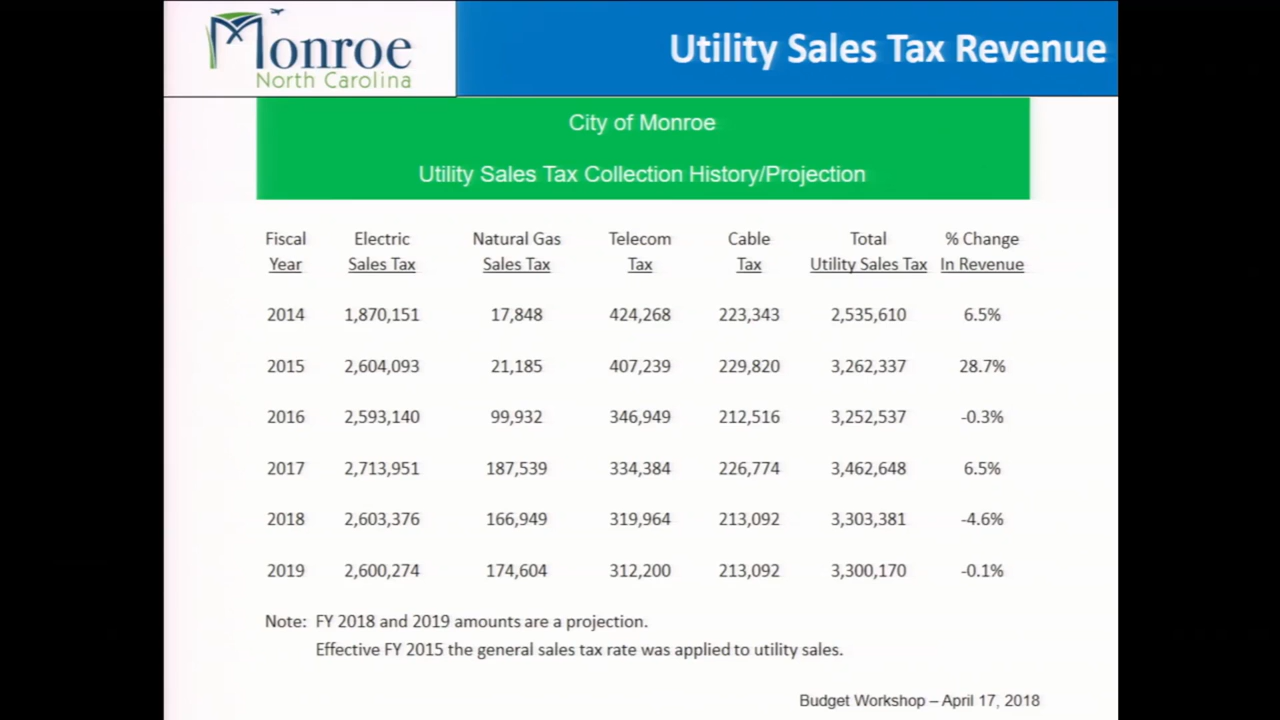 Monroe
North Carolina
Utility Sales Tax Revenue
City of Monroe
Utility Sales Tax Collection History/Projection
Fiscal Electric Natural Gas Telecom Cable Total % Change
Year Sales Tax Sales Tax Tax Tax Utility Sales Tax In Revenue
2014 1,870,151 17,848 424,268 223,343 2,535,610 6.5%
2015 2,604,093 21,185 407,239 229,820 3,262,337 28.7%
2016 2,593,140 99,932 346,949 212,516 3,252,537 -0.3%
2017 2,713,951 187,539 334,384 226,774 3,462,648 6.5%
2018 2,603,376 166,949 319,964 213,092 3,303,381 -4.6%
2019 2,600,274 174,604 312,200 213,092 3,300,170 -0.1%
Note: FY 2018 and 2019 amounts are a projection.
Effective FY 2015 the general sales tax rate was applied to utility sales.
Budget Workshop – April 17, 2018